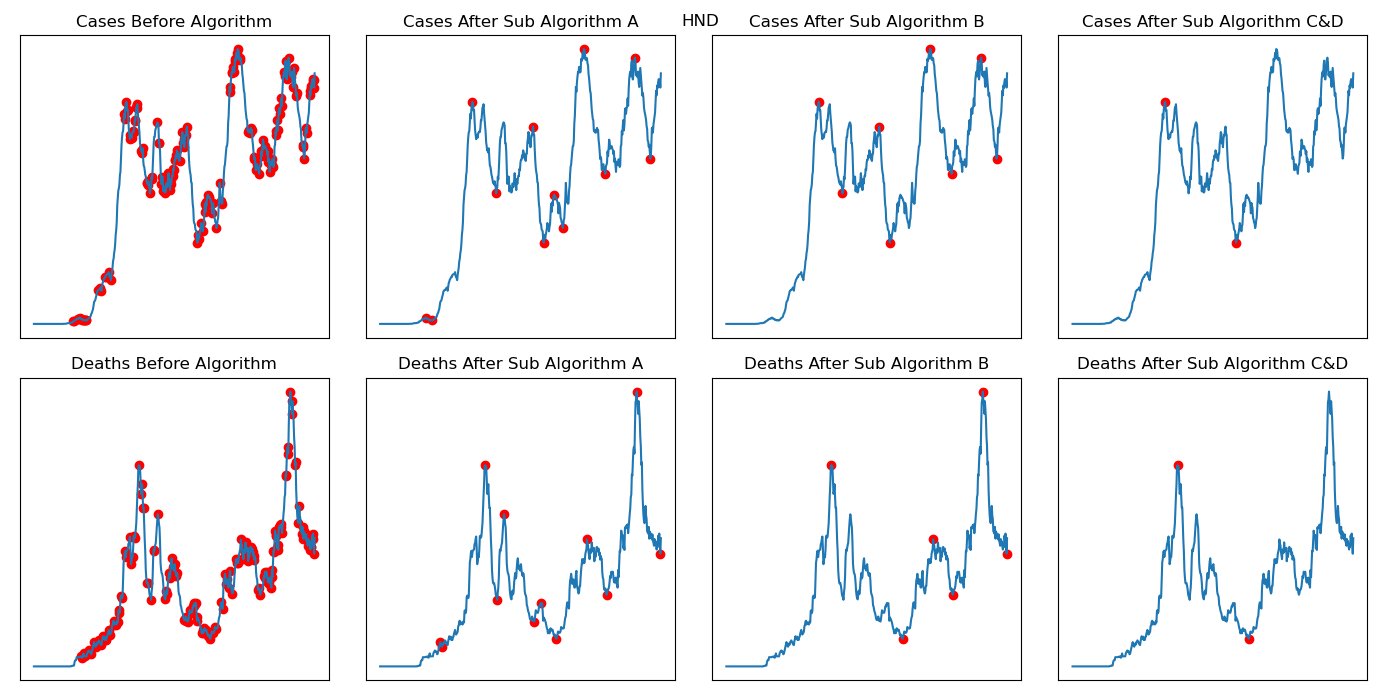 HND
Cases Before Algorithm
Cases After Sub Algorithm A
Cases After Sub Algorithm B
Cases After Sub Algorithm C&D
Deaths Before Algorithm
Deaths After Sub Algorithm A
Deaths After Sub Algorithm B
Deaths After Sub Algorithm C&D